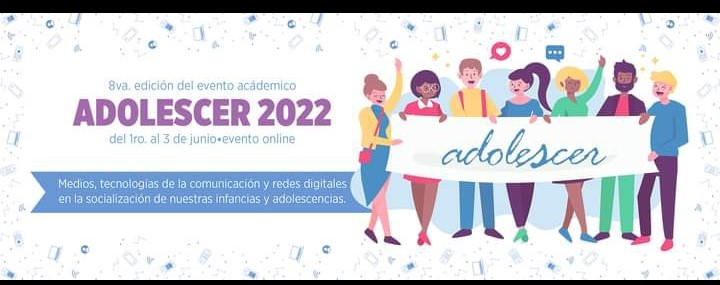 8va. edición del evento acádemico
ADOLESCER 2022
del 1ro. al 3 de junio•evento online
Medios, tecnologías de la comunicación y redes digitales
en la socialización de nuestras infancias y adolescencias.
adolescer